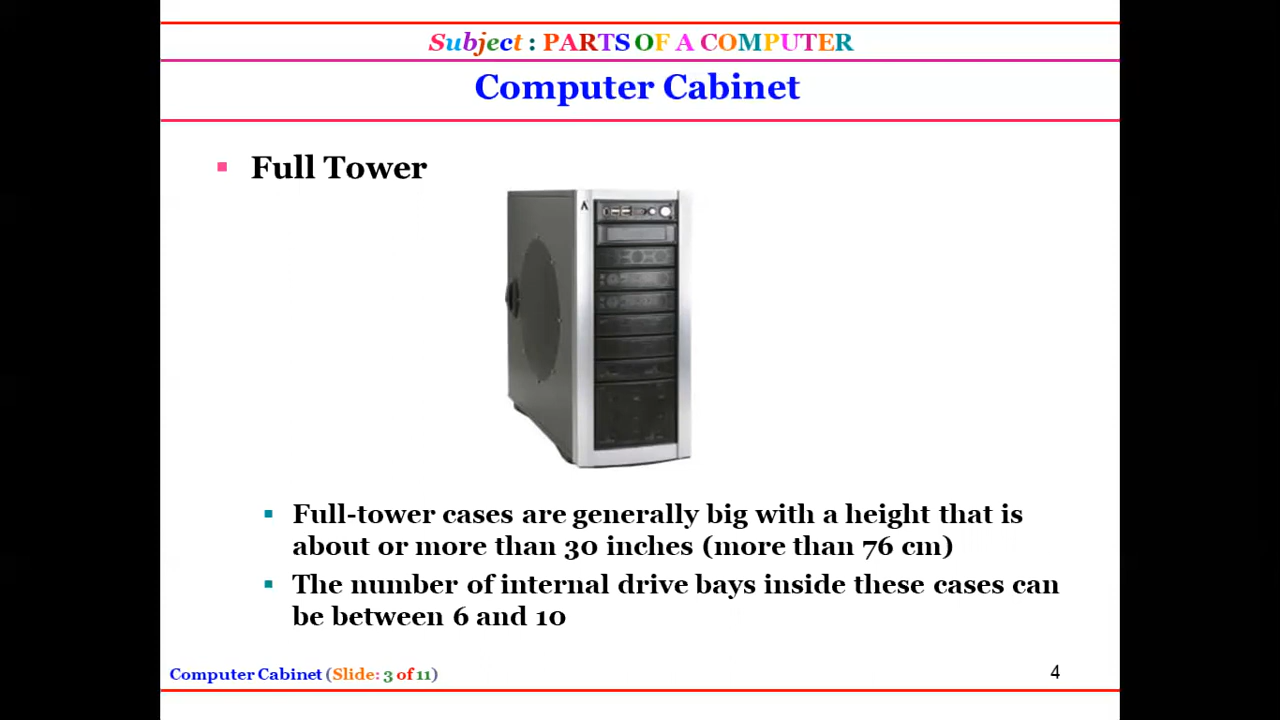 Subject : PARTS OF A COMPUTER
Computer Cabinet
Full Tower
Full-tower cases are generally big with a height that is
about or more than 30 inches (more than 76 cm)
The number of internal drive bays inside these cases can
be between 6 and 10
Computer Cabinet (Slide: 3 of 11)
4